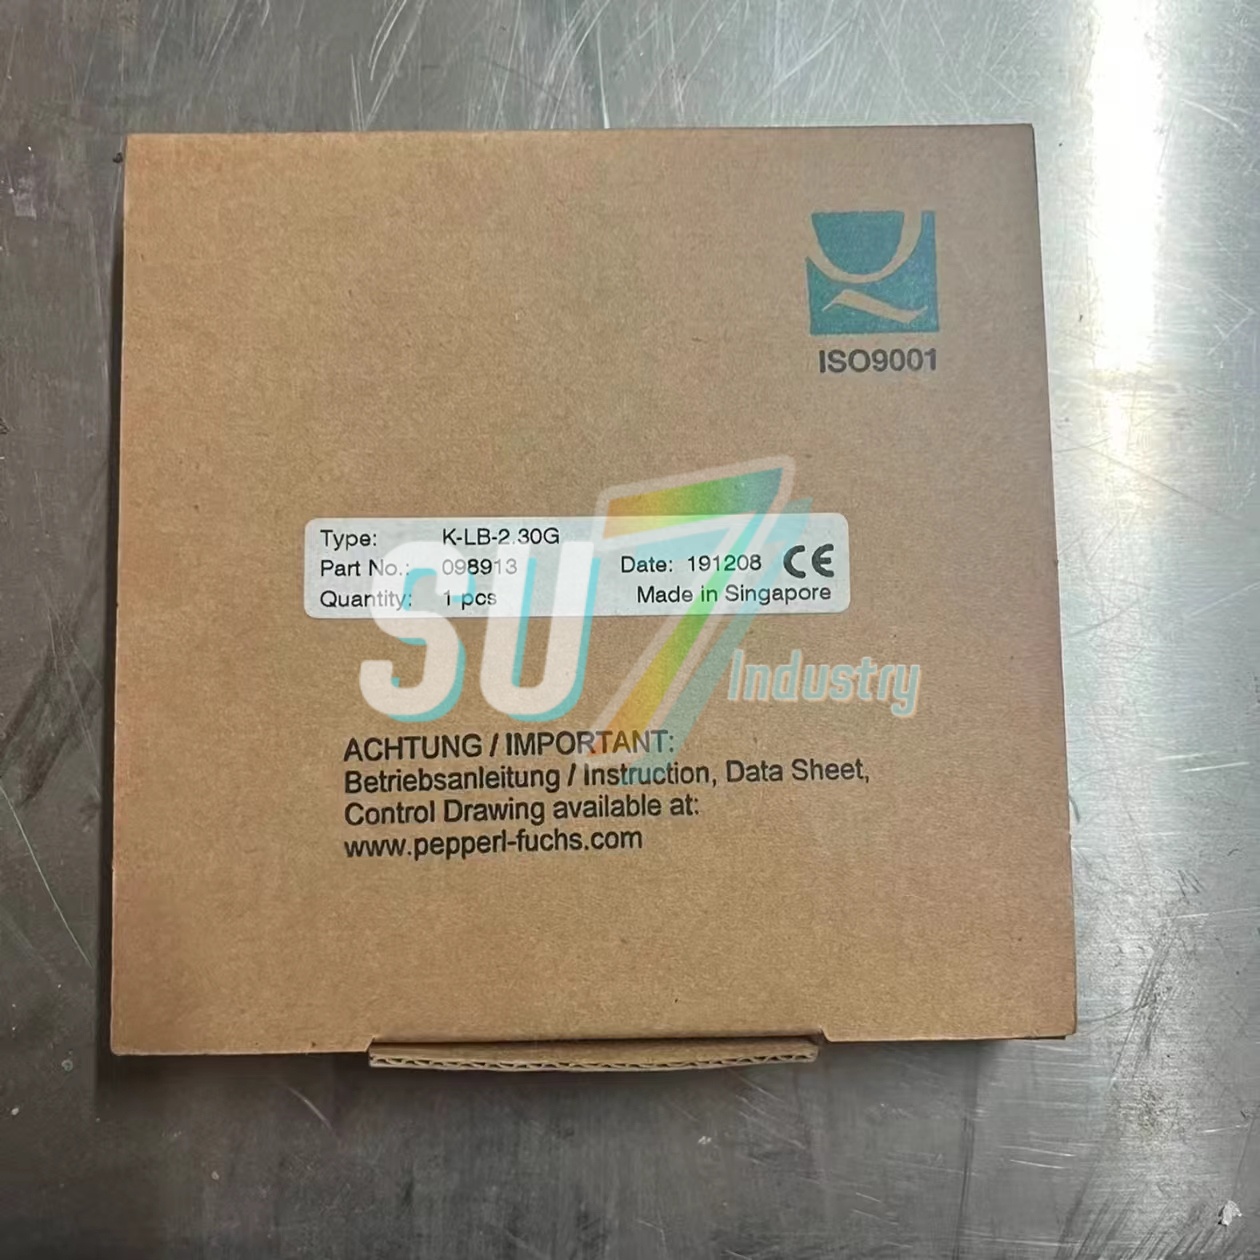 ISO9001
Type: K-LB-2.30G
Part No.: 098913 Date: 191208 CE
Quantity: 1 pcs Made in Singapore
SU7 Industry
ACHTUNG / IMPORTANT:
Betriebsanleitung / Instruction, Data Sheet,
Control Drawing available at:
www.pepperl-fuchs.com